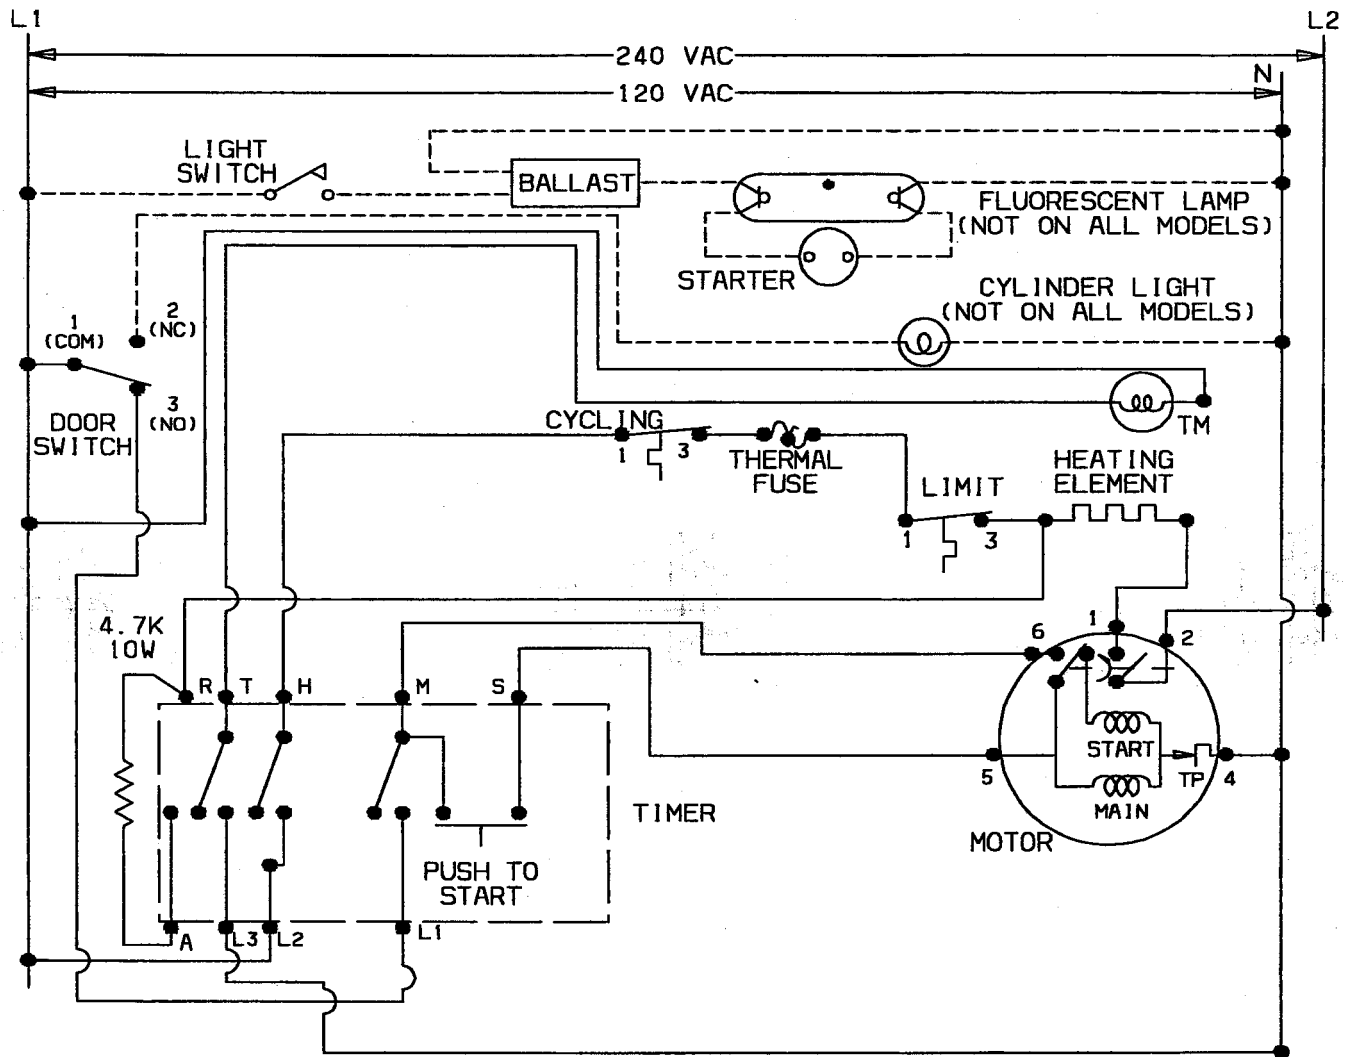 L1
L2
240 VAC
N
120 VAC
LIGHT
SWITCH
BALLAST
FLUORESCENT LAMP
(NOT ON ALL MODELS)
STARTER
CYLINDER LIGHT
(NOT ON ALL MODELS)
1
(COM)
2
(NC)
3
(NO)
DOOR
SWITCH
TM
CYCLING
1
3
THERMAL
FUSE
LIMIT
1
3
HEATING
ELEMENT
4.7K
10W
R
T
H
M
S
6
1
2
5
START
MAIN
TP
4
MOTOR
TIMER
PUSH TO
START
A
L3
L2
L1